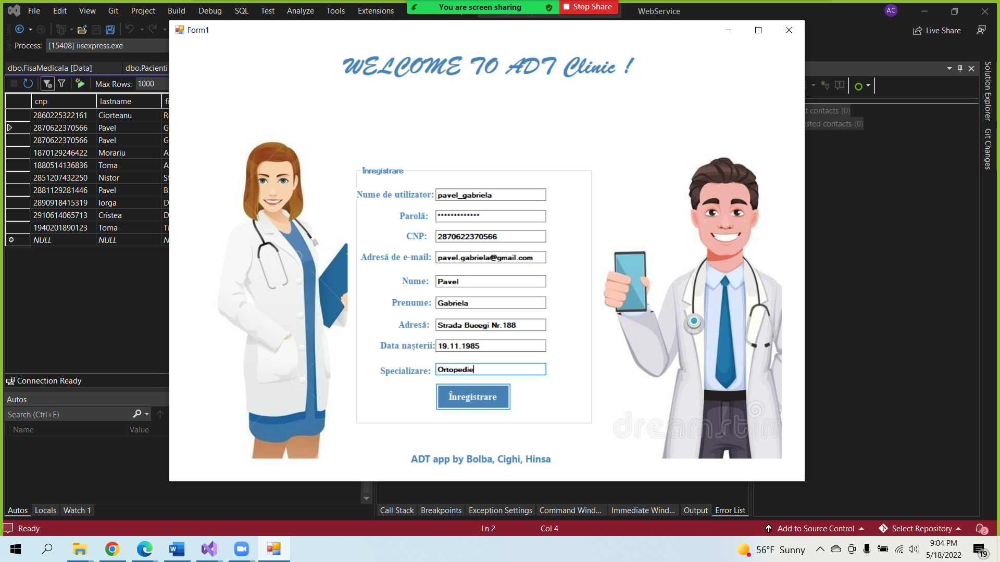 File Edit View Git Project Build Debug SQL Test Analyze Tools Extensions
You are screen sharing
Stop Share
WebService
AC
Live Share
Process: [15408] iisexpress.exe
Form1
WELCOME TO ADT Clinic !
dbo.FisaMedicala [Data] dbo.Pacienti
Max Rows: 1000
cnp lastname
2860225322161 Ciorteanu
2870622370566 Pavel G
2870622370566 Pavel G
1870129246422 Morariu A
1880514136836 Toma A
2851207432250 Nistor
2881129281446 Pavel Bi
2890918415319 Iorga D
2910614065713 Cristea D
1940201890123 Toma Ti
NULL NULL N
Connection Ready
Autos
Search (Ctrl+E)
Name Value
Înregistrare
Nume de utilizator: pavel_gabriela
Parolă: *************
CNP: 2870622370566
Adresă de e-mail: pavel.gabriela@gmail.com
Nume: Pavel
Prenume: Gabriela
Adresă: Strada Bucegi Nr.188
Data nașterii: 19.11.1985
Specializare: Ortopedie
Înregistrare
dreamstim
ADT app by Bolba, Cighi, Hinsa
t contacts (0)
ested contacts (0)
Solution Explorer
Git Changes
Autos Locals Watch 1
Call Stack Breakpoints Exception Settings Command Wind... Immediate Wind... Output Error List
Ready Ln 2 Col 4 Add to Source Control Select Repository 2
56°F Sunny
9:04 PM
5/18/2022
19